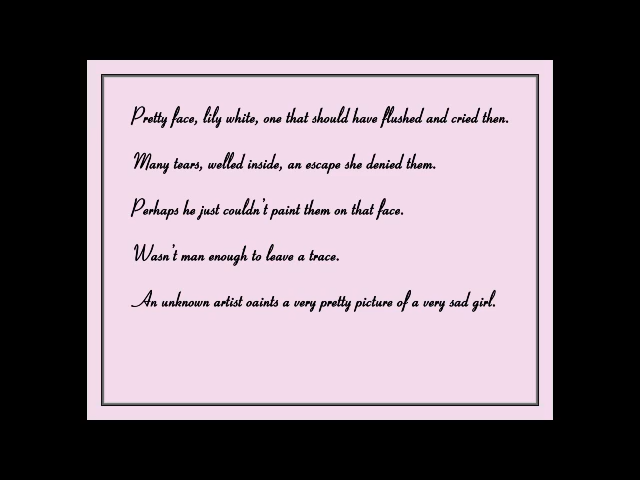 Pretty face, lily white, one that should have flushed and cried then.
Many tears, welled inside, an escape she denied them.
Perhaps he just couldn't paint them on that face.
Wasn't man enough to leave a trace.
An unknown artist oaints a very pretty picture of a very sad girl.